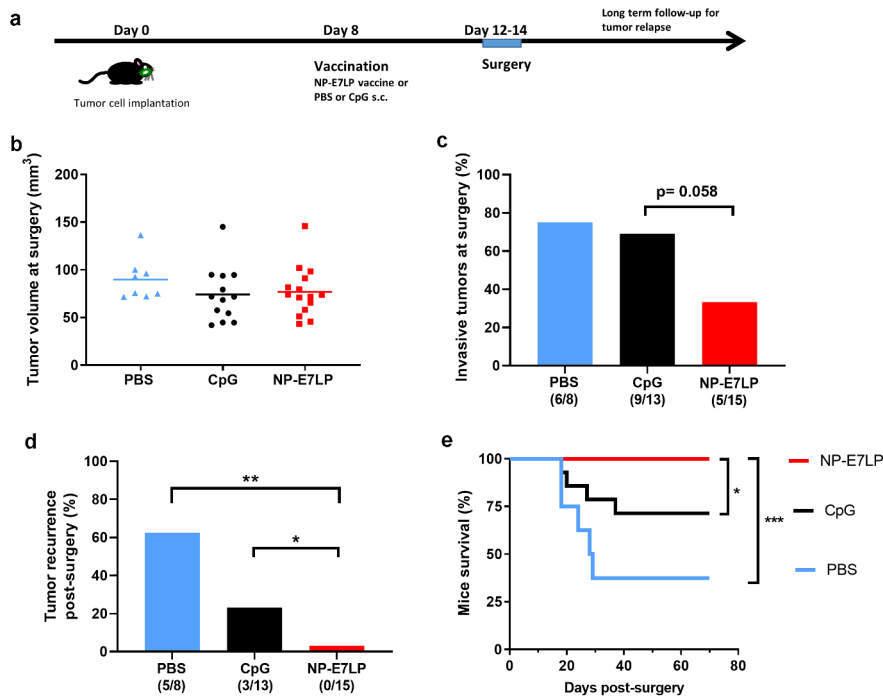 a
Day 0
Day 8
Day 12-14
Long term follow-up for
tumor relapse
Tumor cell implantation
Vaccination
NP-E7LP vaccine or
PBS or CpG s.c.
Surgery
b
Tumor volume at surgery (mm³)
200
150
100
50
0
PBS
CpG
NP-E7LP
c
Invasive tumors at surgery (%)
100
80
60
40
20
0
p= 0.058
PBS
(6/8)
CpG
(9/13)
NP-E7LP
(5/15)
d
Tumor recurrence
post-surgery (%)
100
80
60
40
20
0
**
*
PBS
(5/8)
CpG
(3/13)
NP-E7LP
(0/15)
e
Mice survival (%)
100
75
50
25
0
0
20
40
60
80
Days post-surgery
*
***
NP-E7LP
CpG
PBS